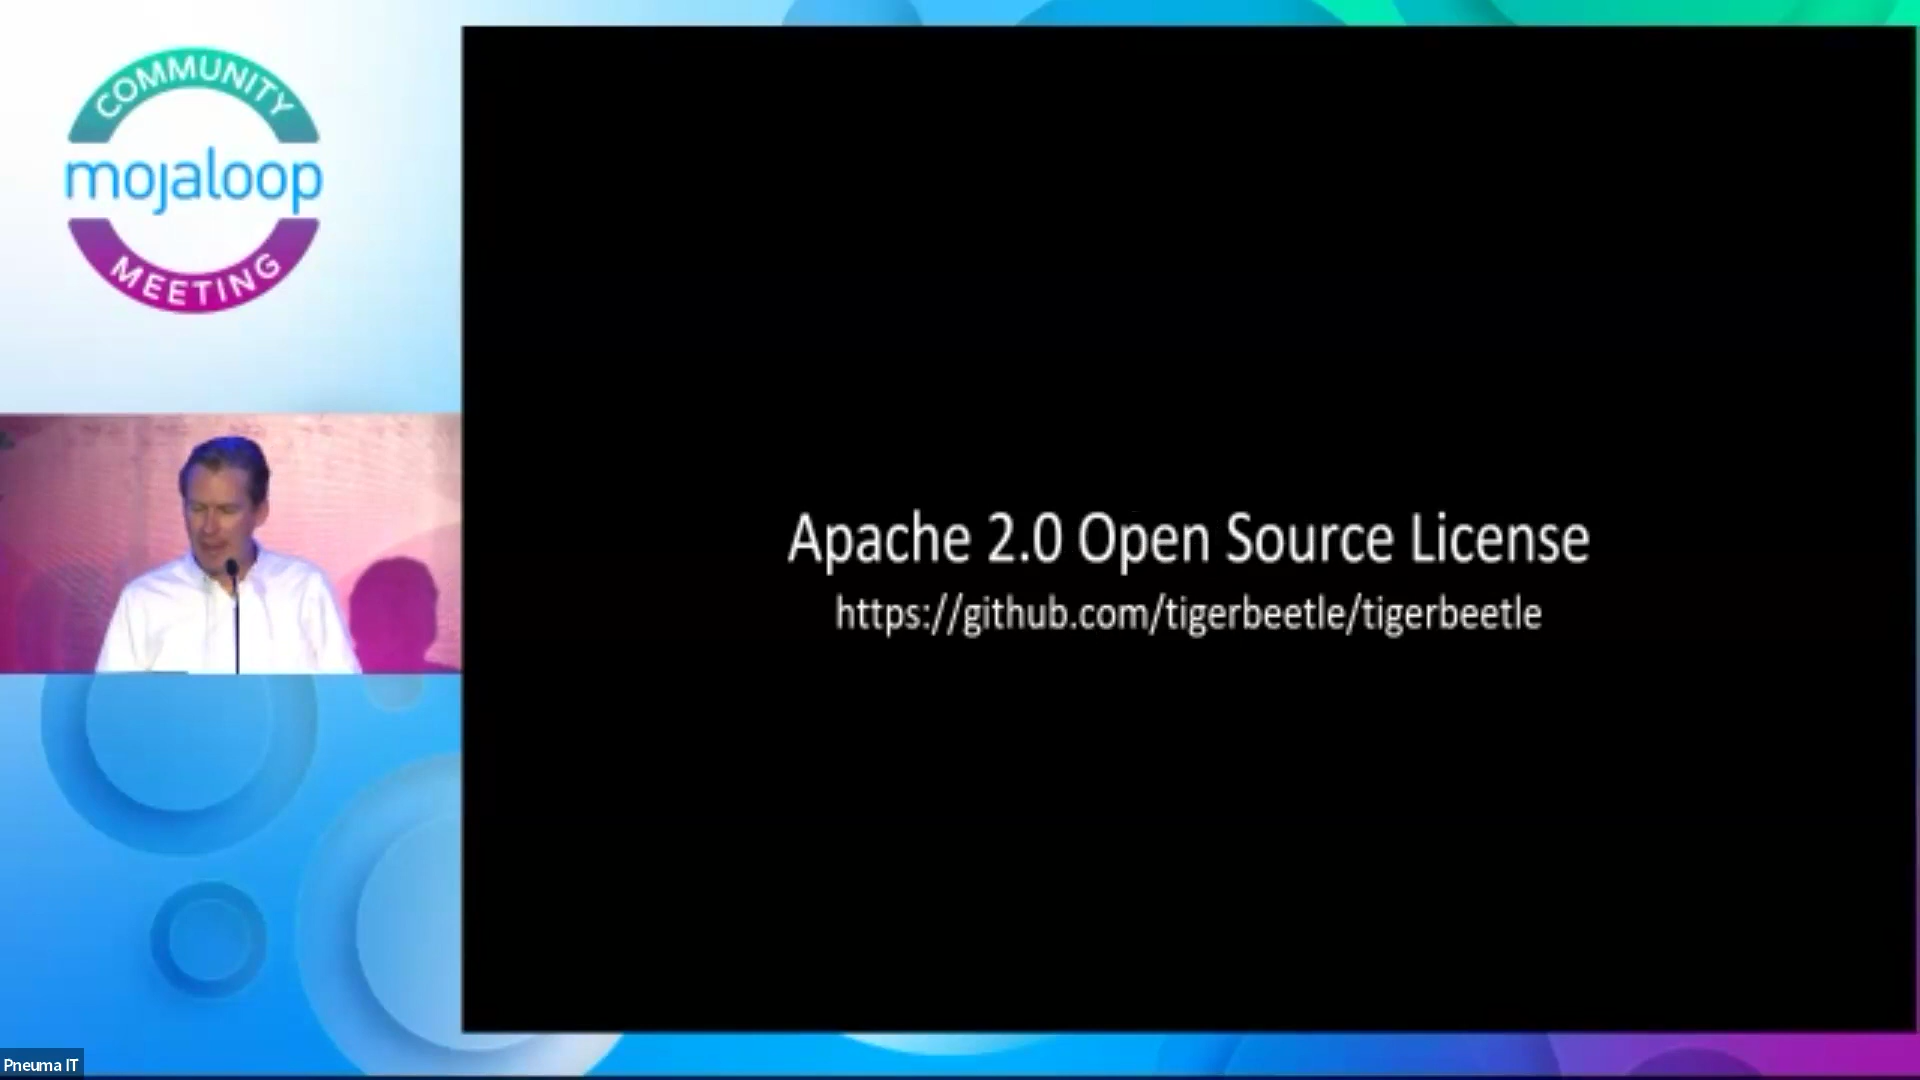 COMMUNITY
mojaloop
MEETING
Apache 2.0 Open Source License
https://github.com/tigerbeetle/tigerbeetle
Pneuma IT